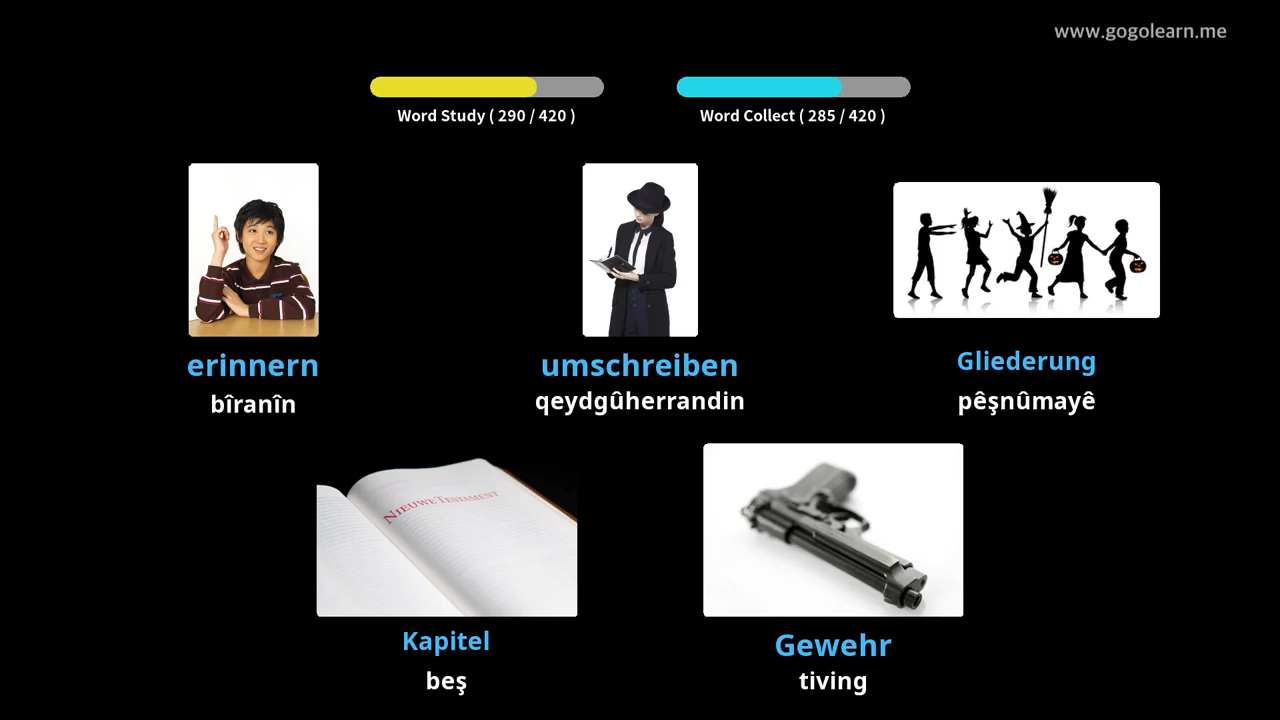 www.gogolearn.me
Word Study ( 290 / 420 )
Word Collect ( 285 / 420 )
erinnern
bîranîn
umschreiben
qeydgûherrandin
Gliederung
pêşnûmayê
NIEUWE TESTAMENT
Kapitel
beş
Gewehr
tiving